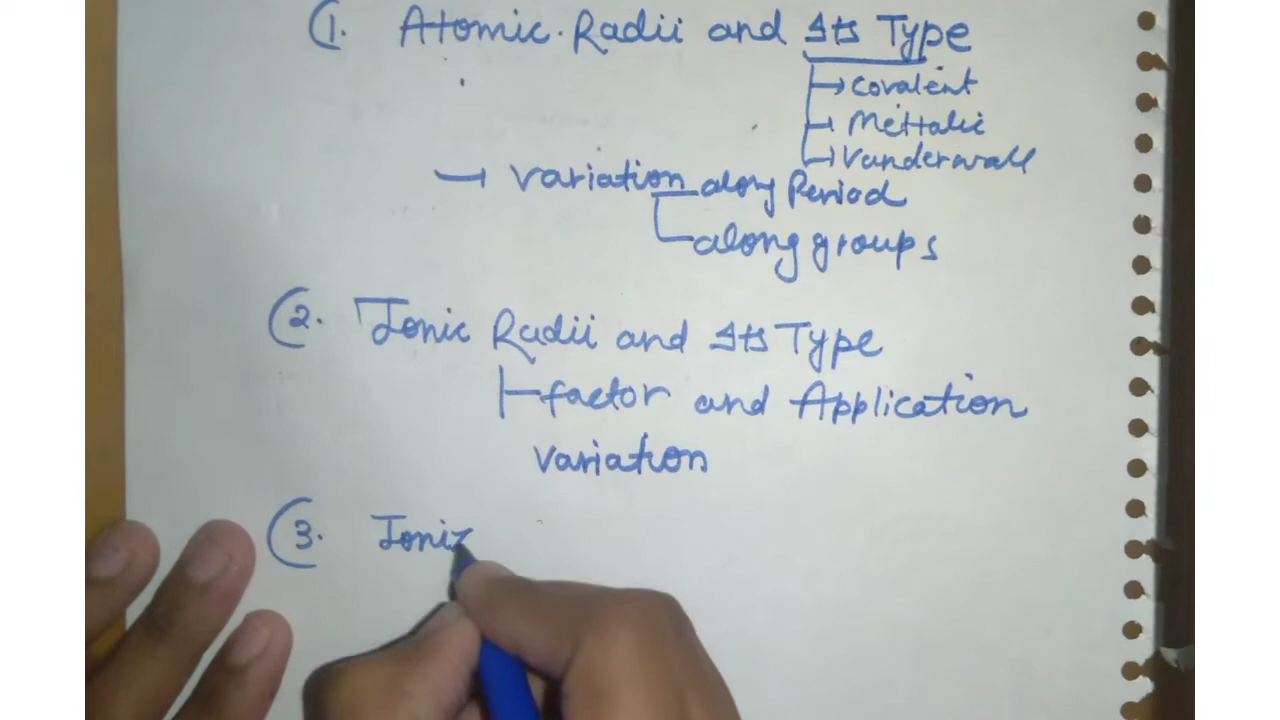 1. Atomic Radii and Its Type
→ Covalent
→ Mettalic
→ Vanderwall
→ Variation along Period
along groups
2. Ionic Radii and Its Type
factor and Application
Variation
3. Ioniz